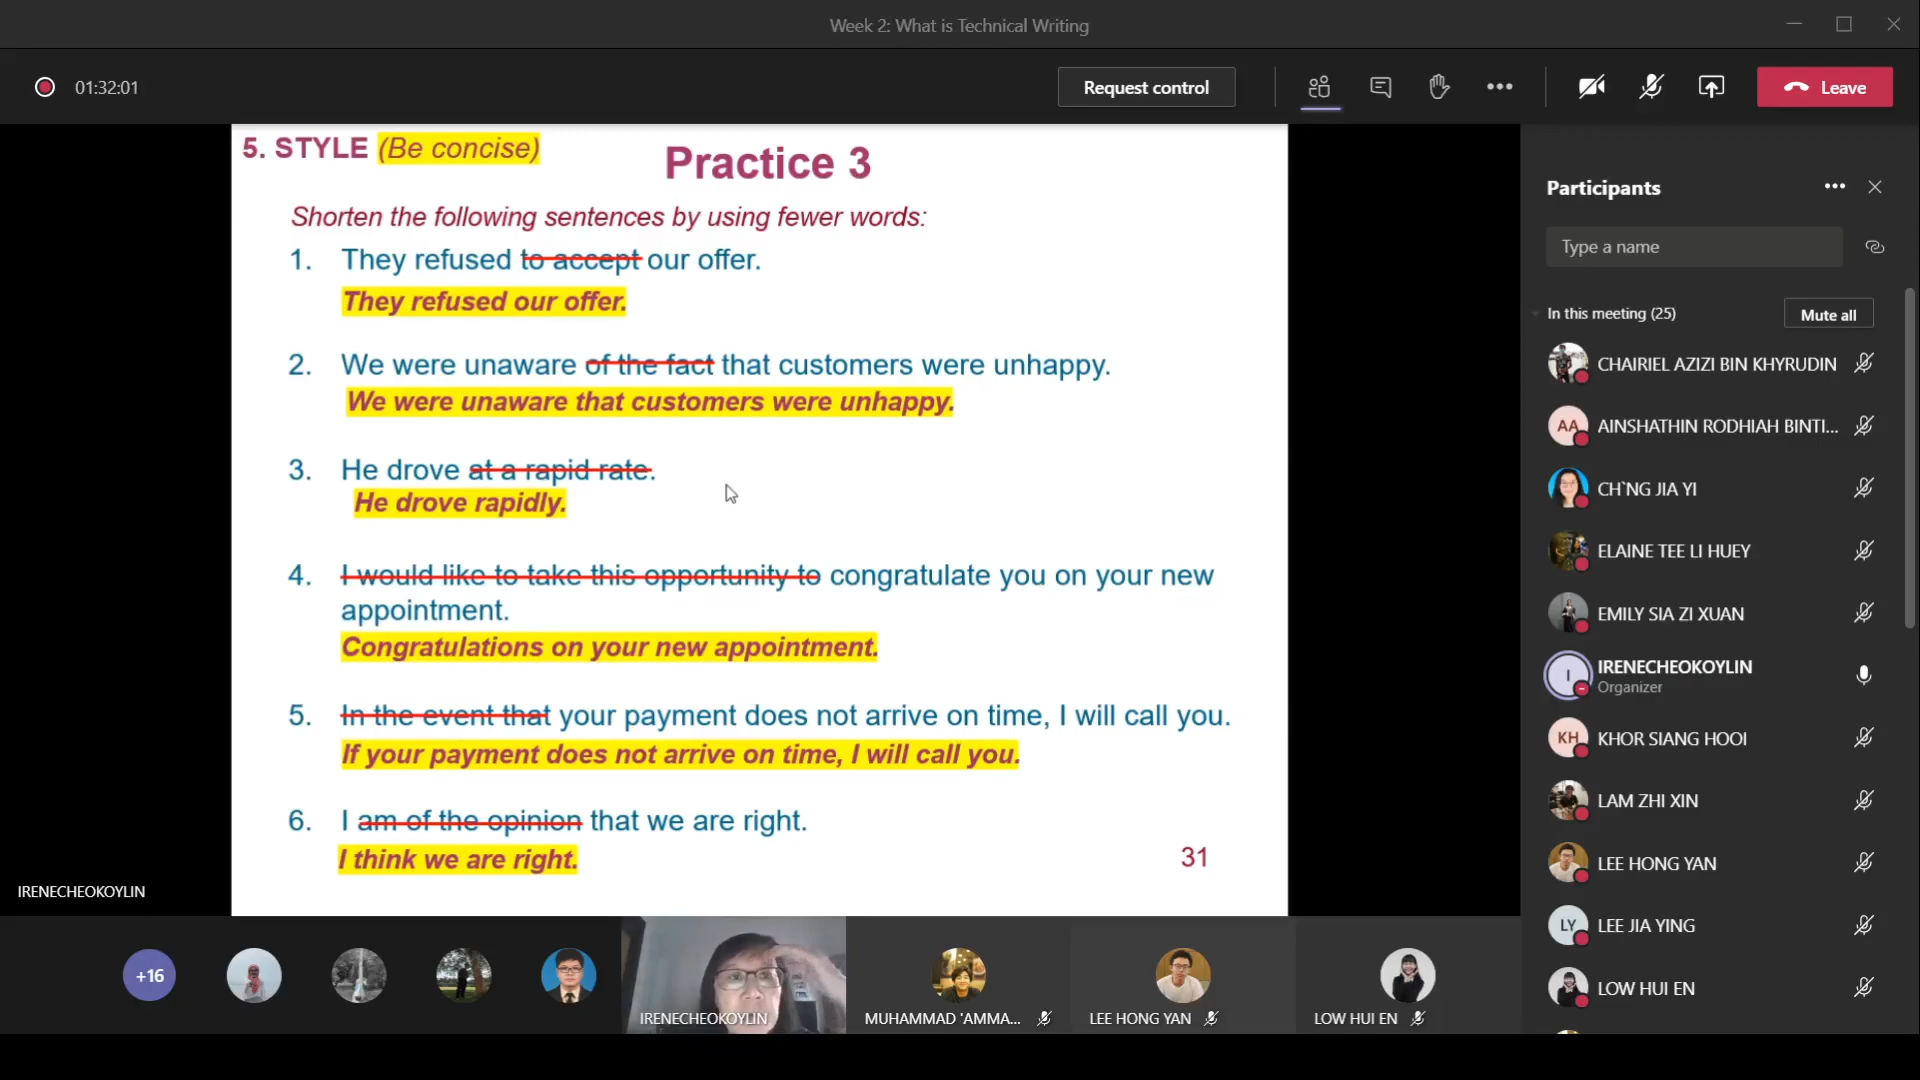 Week 2: What is Technical Writing
01:32:01
Request control
Leave
5. STYLE (Be concise)
Practice 3
Shorten the following sentences by using fewer words:
1. They refused to accept our offer.
They refused our offer.
2. We were unaware of the fact that customers were unhappy.
We were unaware that customers were unhappy.
3. He drove at a rapid rate.
He drove rapidly.
4. I would like to take this opportunity to congratulate you on your new
appointment.
Congratulations on your new appointment.
5. In the event that your payment does not arrive on time, I will call you.
If your payment does not arrive on time, I will call you.
6. I am of the opinion that we are right.
I think we are right.
31
IRENECHEOKOYLIN
Participants
Type a name
In this meeting (25)
Mute all
CHAIRIEL AZIZI BIN KHYRUDIN
AA
AINSHATHIN RODHIAH BINTI...
CH`NG JIA YI
ELAINE TEE LI HUEY
EMILY SIA ZI XUAN
I
IRENECHEOKOYLIN
Organizer
KH
KHOR SIANG HOOI
LAM ZHI XIN
LEE HONG YAN
LY
LEE JIA YING
LOW HUI EN
+16
IRENECHEOKOYLIN
MUHAMMAD 'AMMA...
LEE HONG YAN
LOW HUI EN